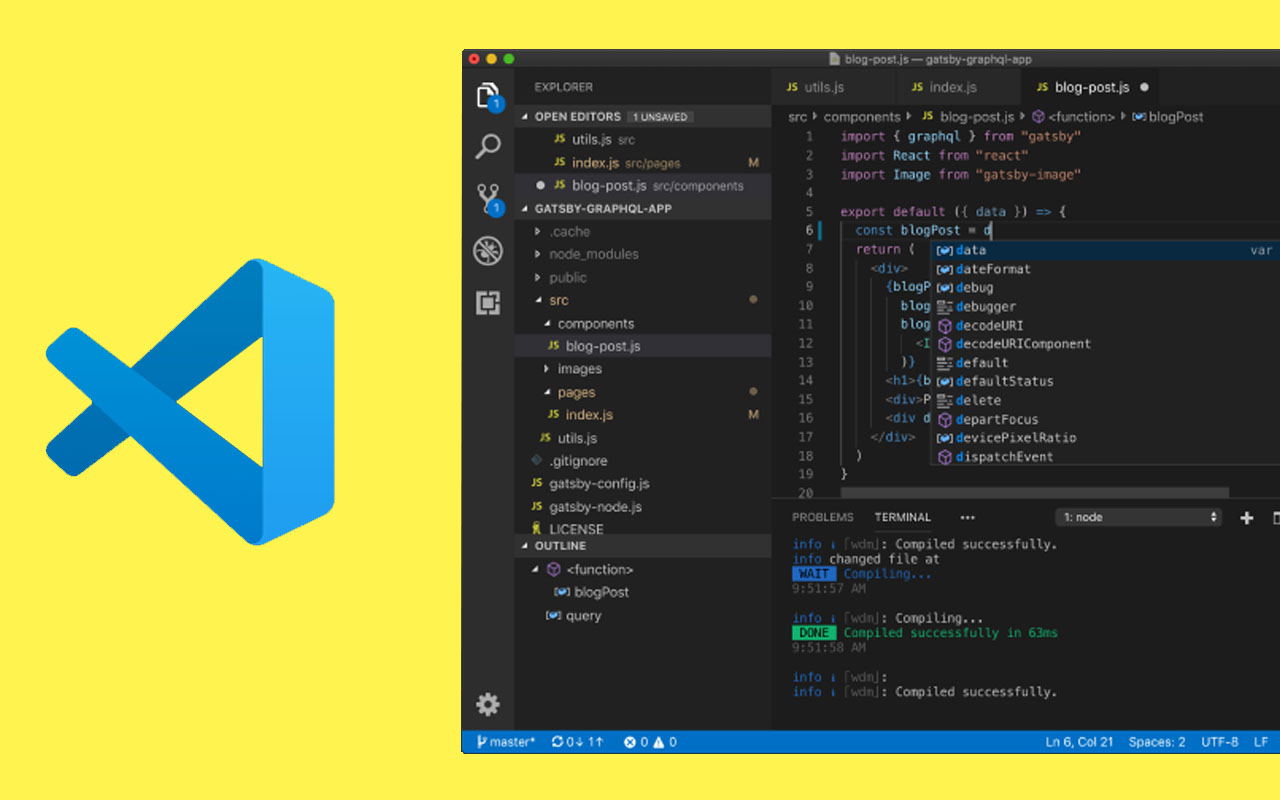 blog-post.js — gatsby-graphql-app
EXPLORER
OPEN EDITORS 1 UNSAVED
JS utils.js src
JS index.js src/pages M
JS blog-post.js src/components
GATSBY-GRAPHQL-APP
.cache
node_modules
public
src
components
JS blog-post.js
images
pages
JS index.js M
JS utils.js
.gitignore
JS gatsby-config.js
JS gatsby-node.js
LICENSE
OUTLINE
<function>
blogPost
query
1
1
JS utils.js JS index.js JS blog-post.js
src components JS blog-post.js <function> blogPost
1 import { graphql } from "gatsby"
2 import React from "react"
3 import Image from "gatsby-image"
4
5 export default ({ data }) => {
6 const blogPost = d
7 return (
8 <div>
9 {blogP
10 blog
11 blog
12 <I
13 )}
14 <h1>{b
15 <div>P
16 <div d
17 </div>
18 )
19 }
20
data var
dateFormat
debug
debugger
decodeURI
decodeURIComponent
default
defaultStatus
delete
departFocus
devicePixelRatio
dispatchEvent
PROBLEMS TERMINAL ••• 1: node
info [wdm]: Compiled successfully.
info changed file at
WAIT Compiling...
9:51:57 AM
info [wdm]: Compiling...
DONE Compiled successfully in 63ms
9:51:58 AM
info [wdm]:
info [wdm]: Compiled successfully.
master* 0↓ 1↑ 0 0 Ln 6, Col 21 Spaces: 2 UTF-8 LF